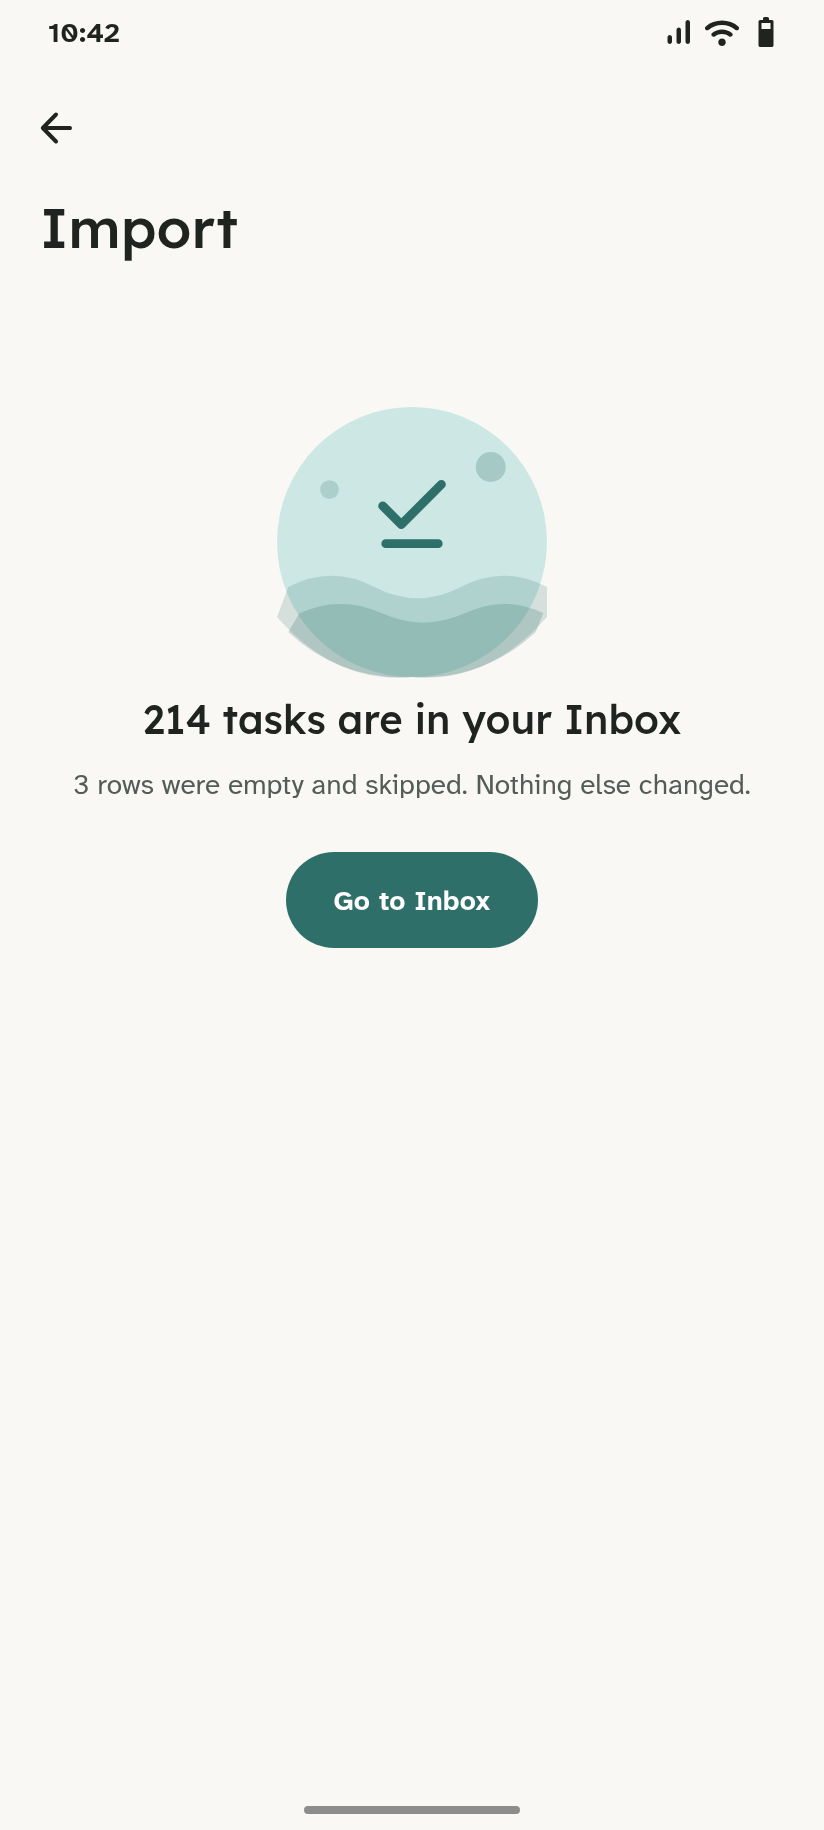 10:42
Import
214 tasks are in your Inbox
3 rows were empty and skipped. Nothing else changed.
Go to Inbox